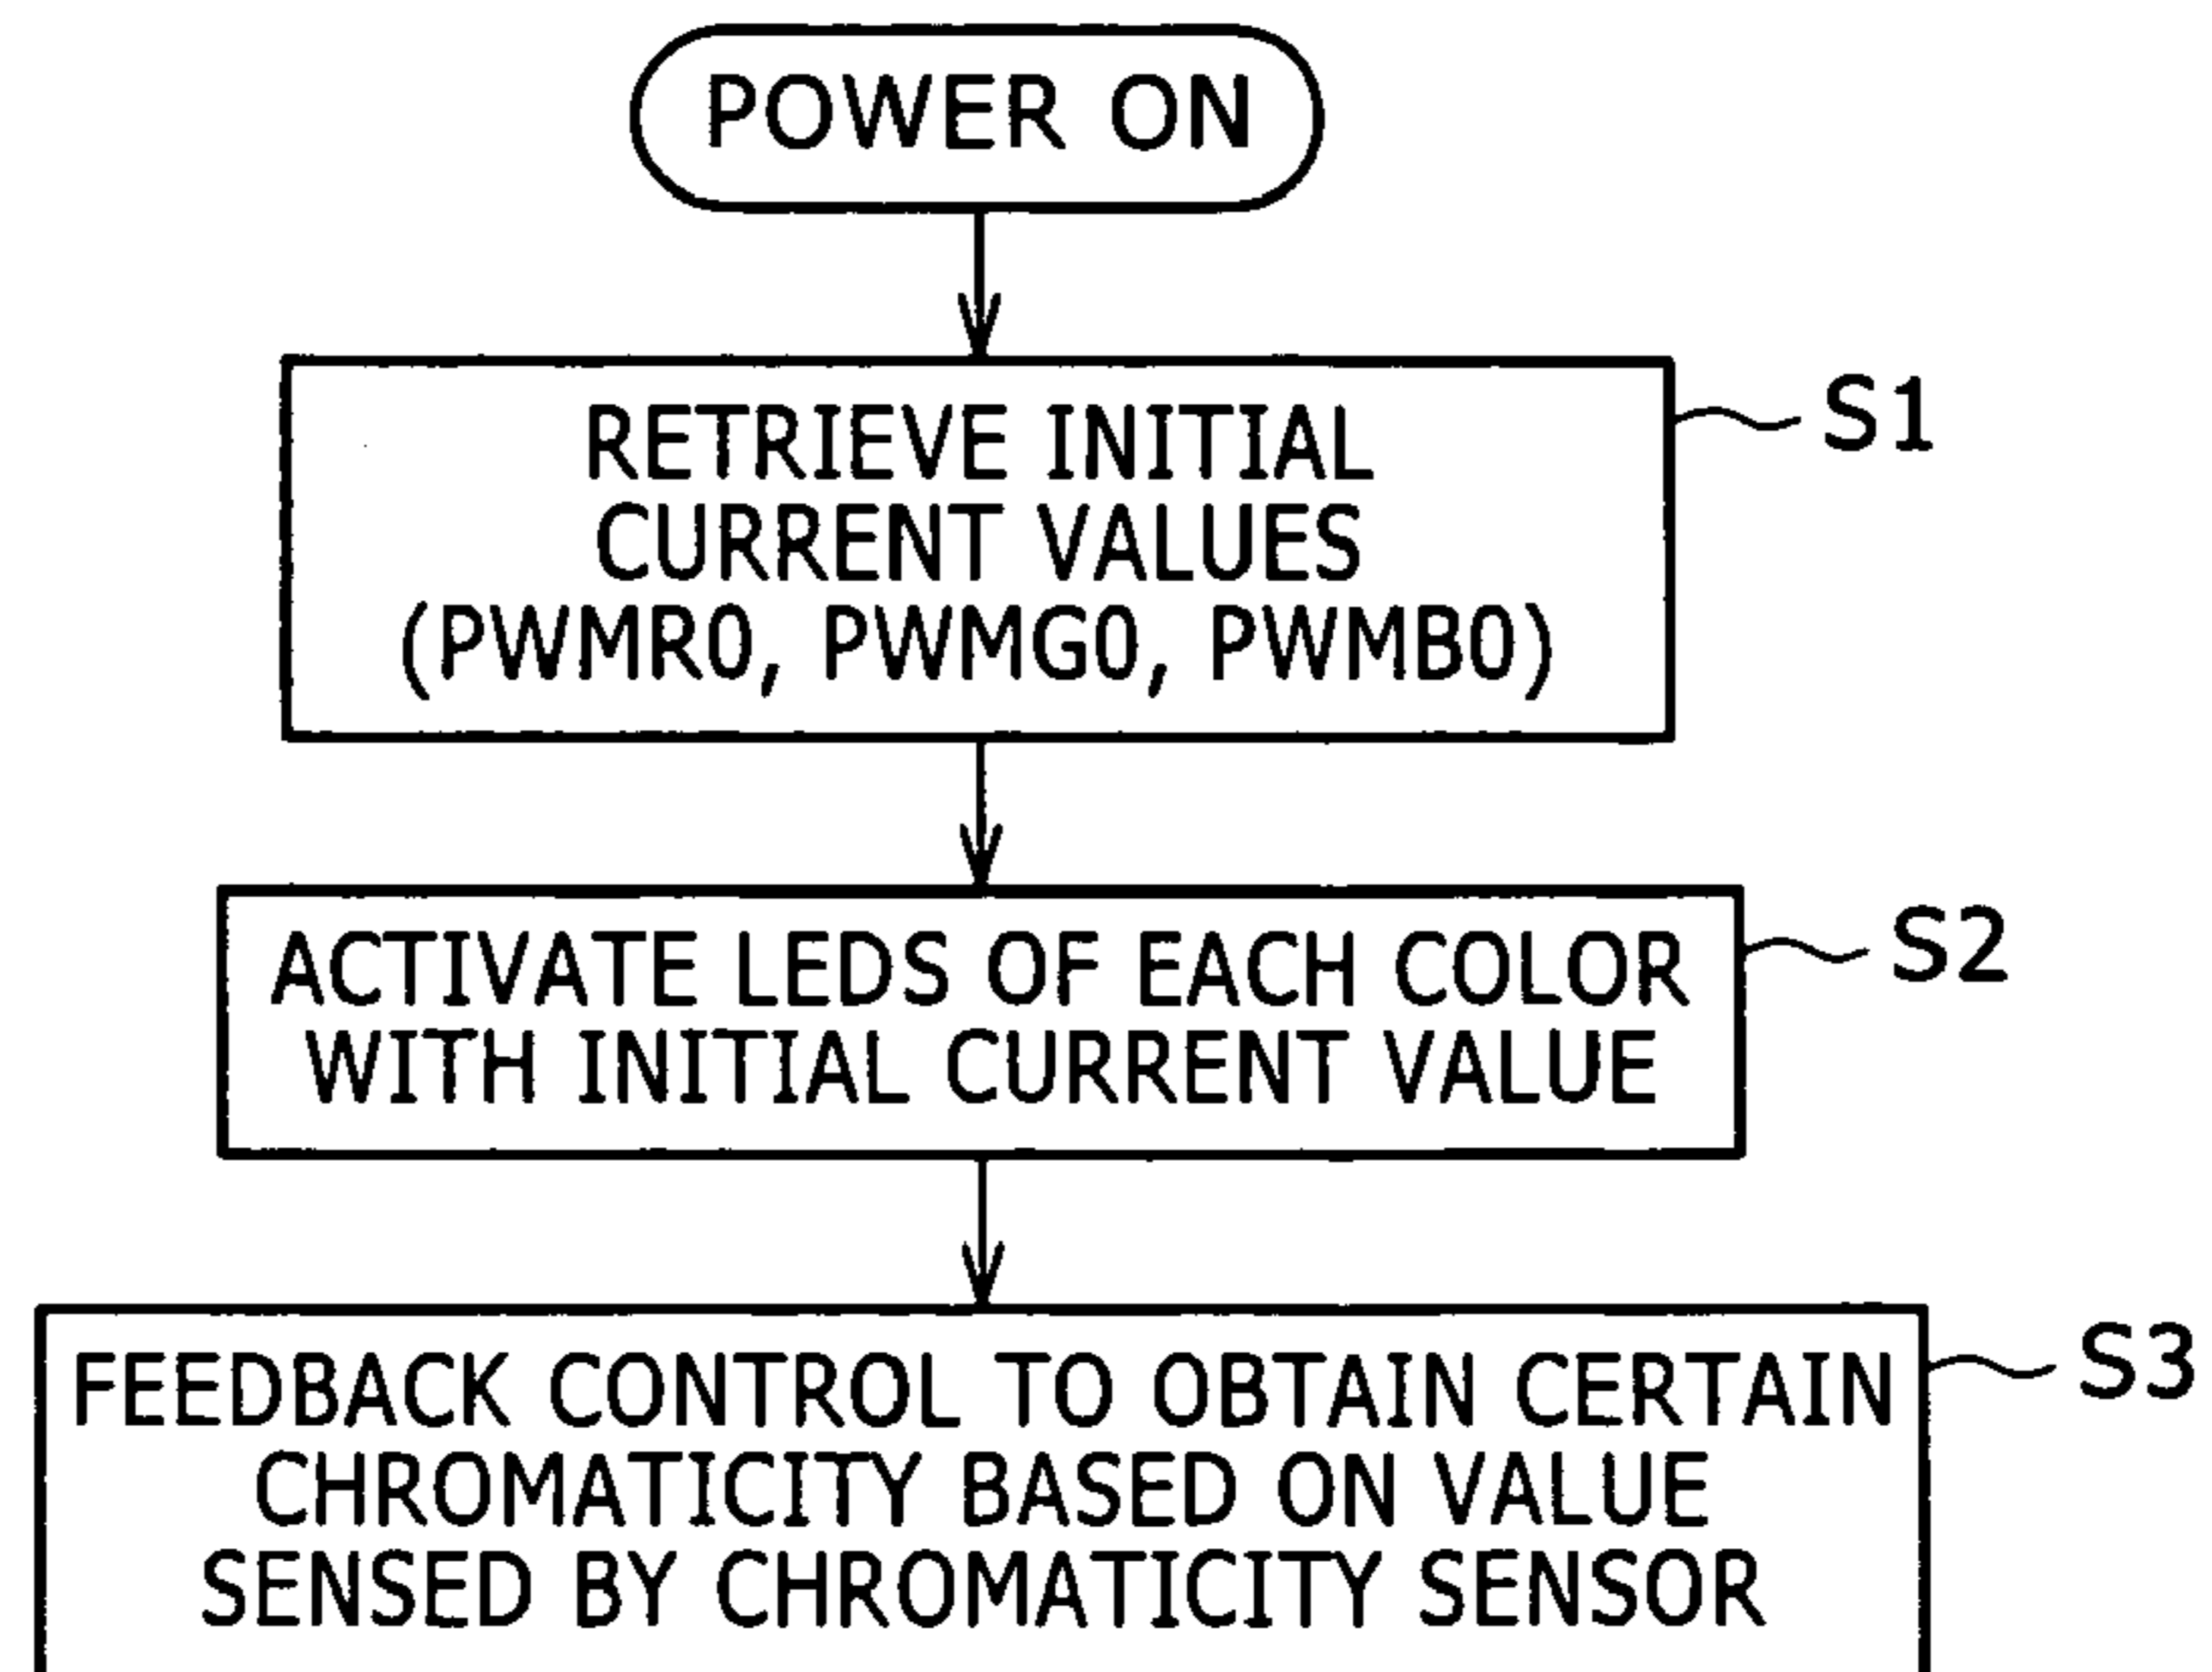 POWER ON
RETRIEVE INITIAL
CURRENT VALUES
(PWMR0, PWMG0, PWMB0)
S1
ACTIVATE LEDS OF EACH COLOR
WITH INITIAL CURRENT VALUE
S2
FEEDBACK CONTROL TO OBTAIN CERTAIN
CHROMATICITY BASED ON VALUE
SENSED BY CHROMATICITY SENSOR
S3